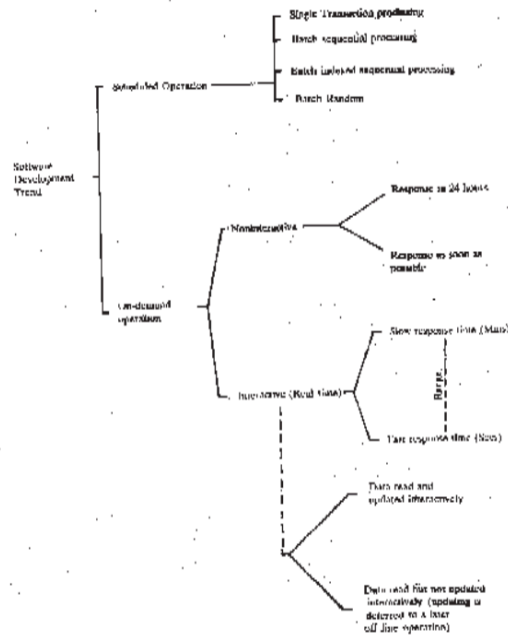 Single Transaction producing
Batch sequential processing
Batch indexed sequential processing
Scheduled Operation
Batch Random
Software
Development
Trend
Response in 24 hours
Noninteractive
Response as soon as
possible
On-demand
operation
Slow response time (Mins)
Range
Interactive (Real time)
Fast response time (Secs)
Data read and
updated interactively
Data read but not updated
interactively (updating is
deferred to a later
off line operation)